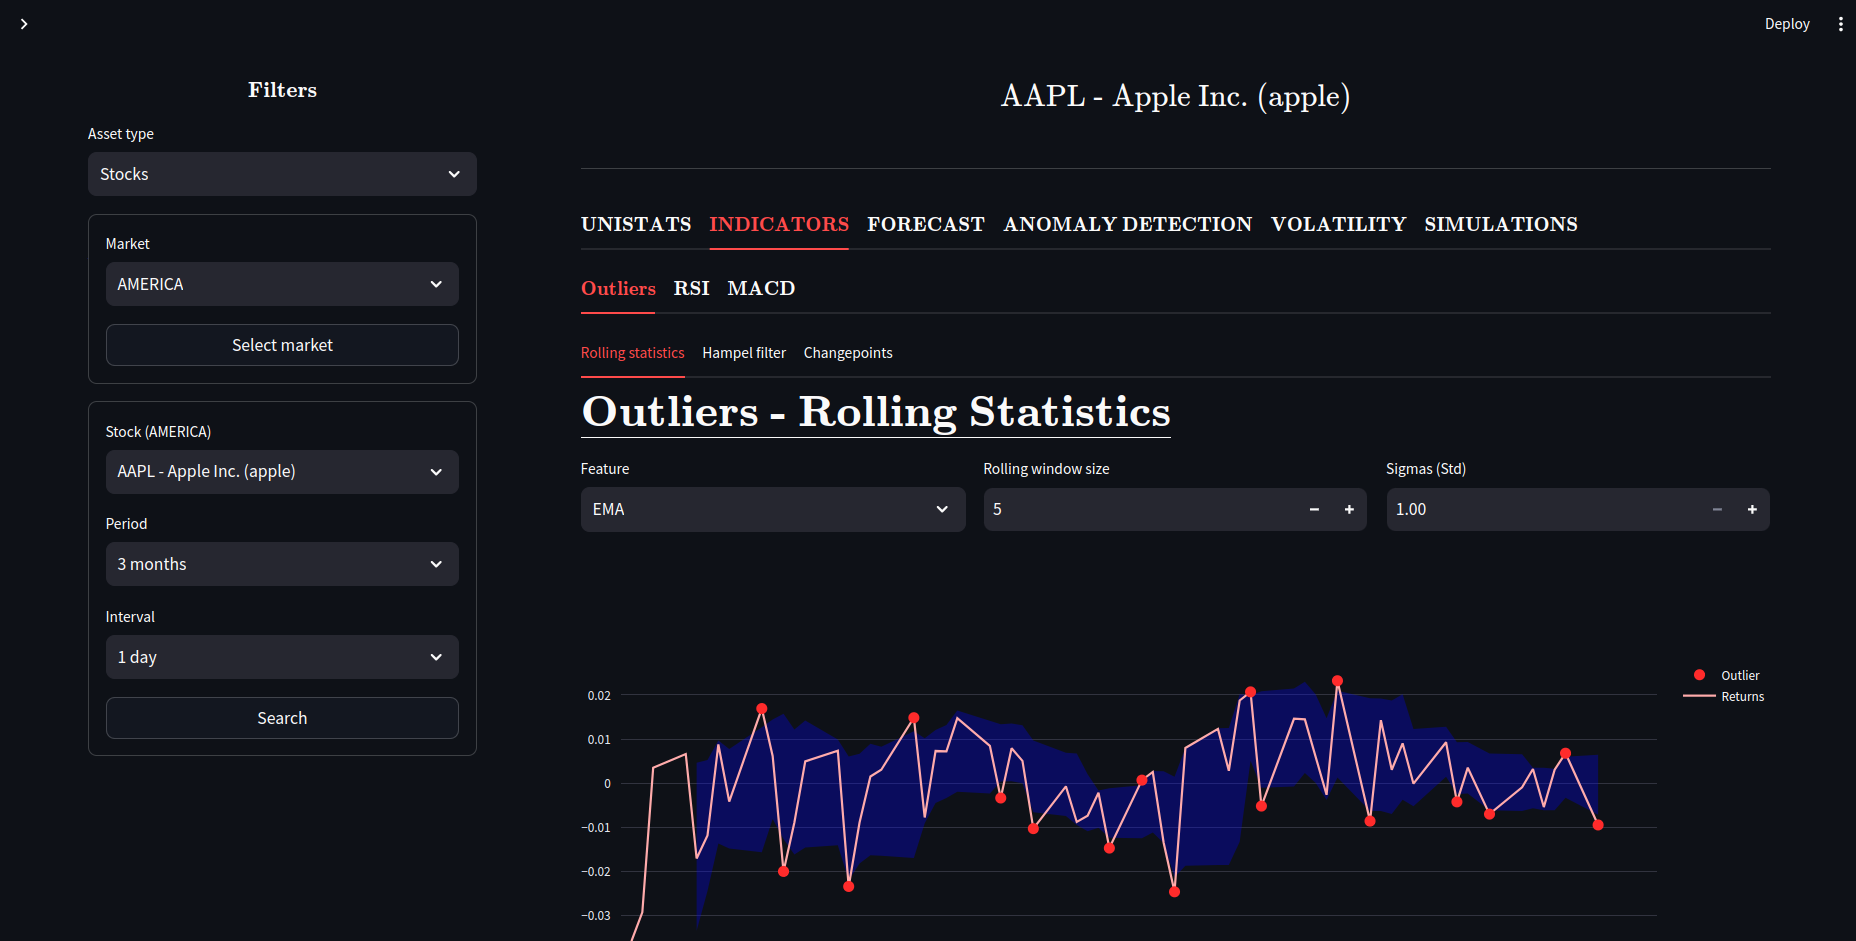 Deploy
Filters
Asset type
Stocks
Market
AMERICA
Select market
Stock (AMERICA)
AAPL - Apple Inc. (apple)
Period
3 months
Interval
1 day
Search
AAPL - Apple Inc. (apple)
UNISTATS INDICATORS FORECAST ANOMALY DETECTION VOLATILITY SIMULATIONS
Outliers RSI MACD
Rolling statistics Hampel filter Changepoints
Outliers - Rolling Statistics
Feature Rolling window size Sigmas (Std)
EMA 5 1.00
Outlier
Returns
0.02
0.01
0
−0.01
−0.02
−0.03